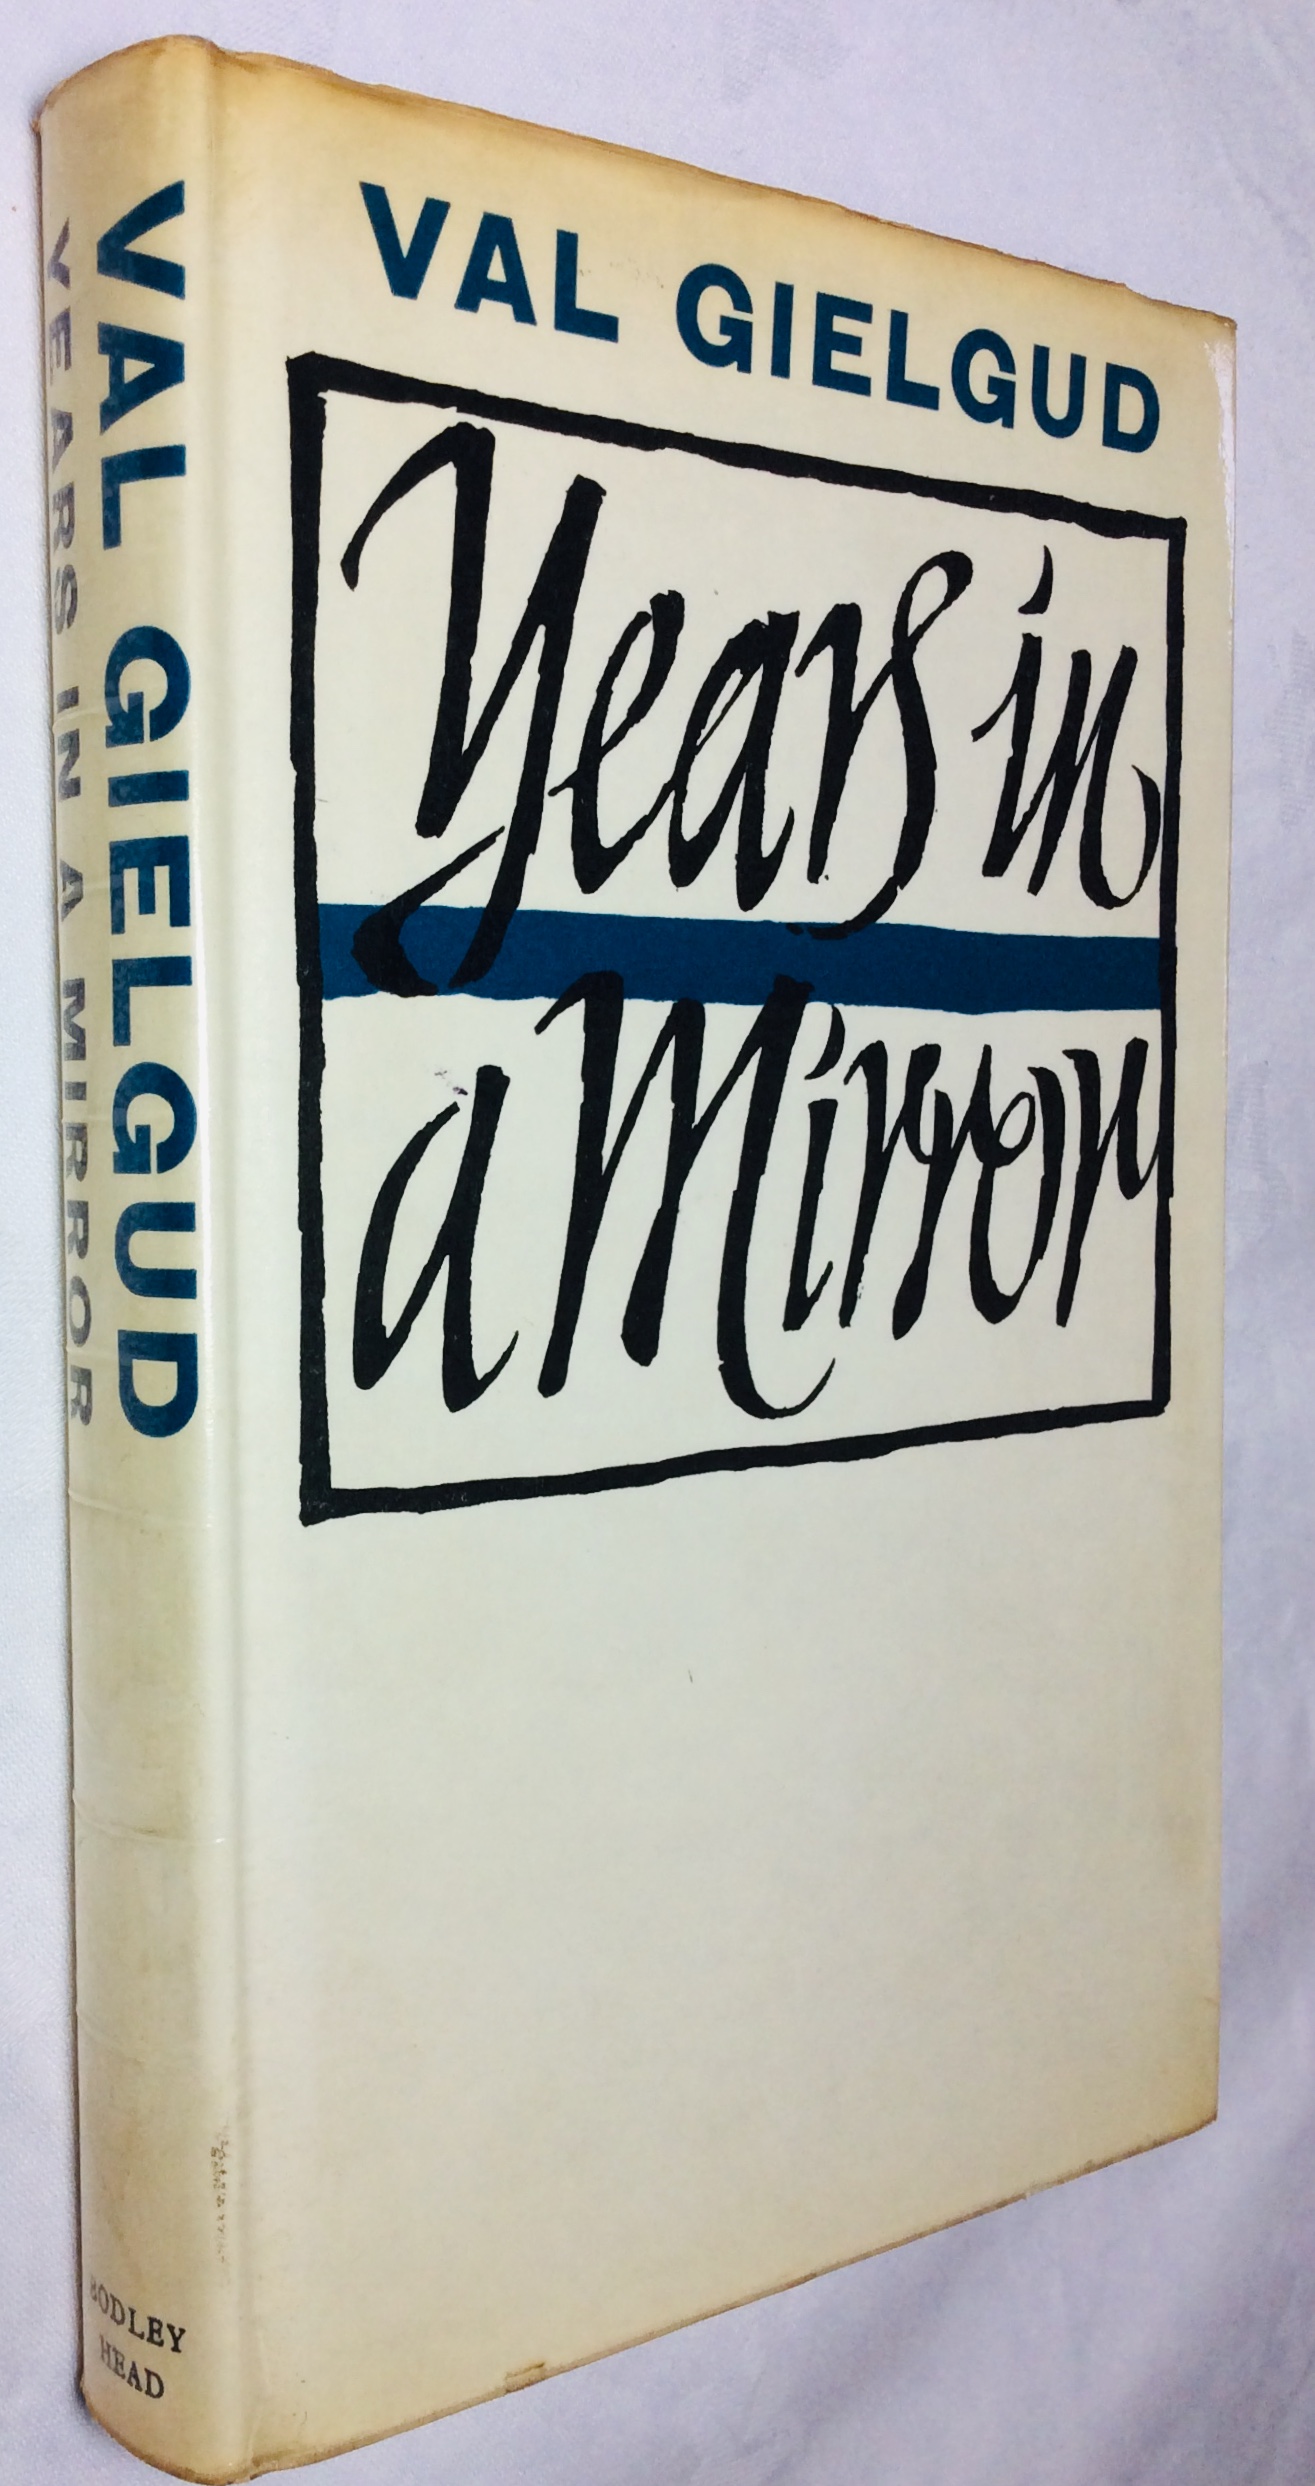 VAL GIELGUD
Years in
a Mirror
VAL GIELGUD
YEARS IN A MIRROR
BODLEY
HEAD